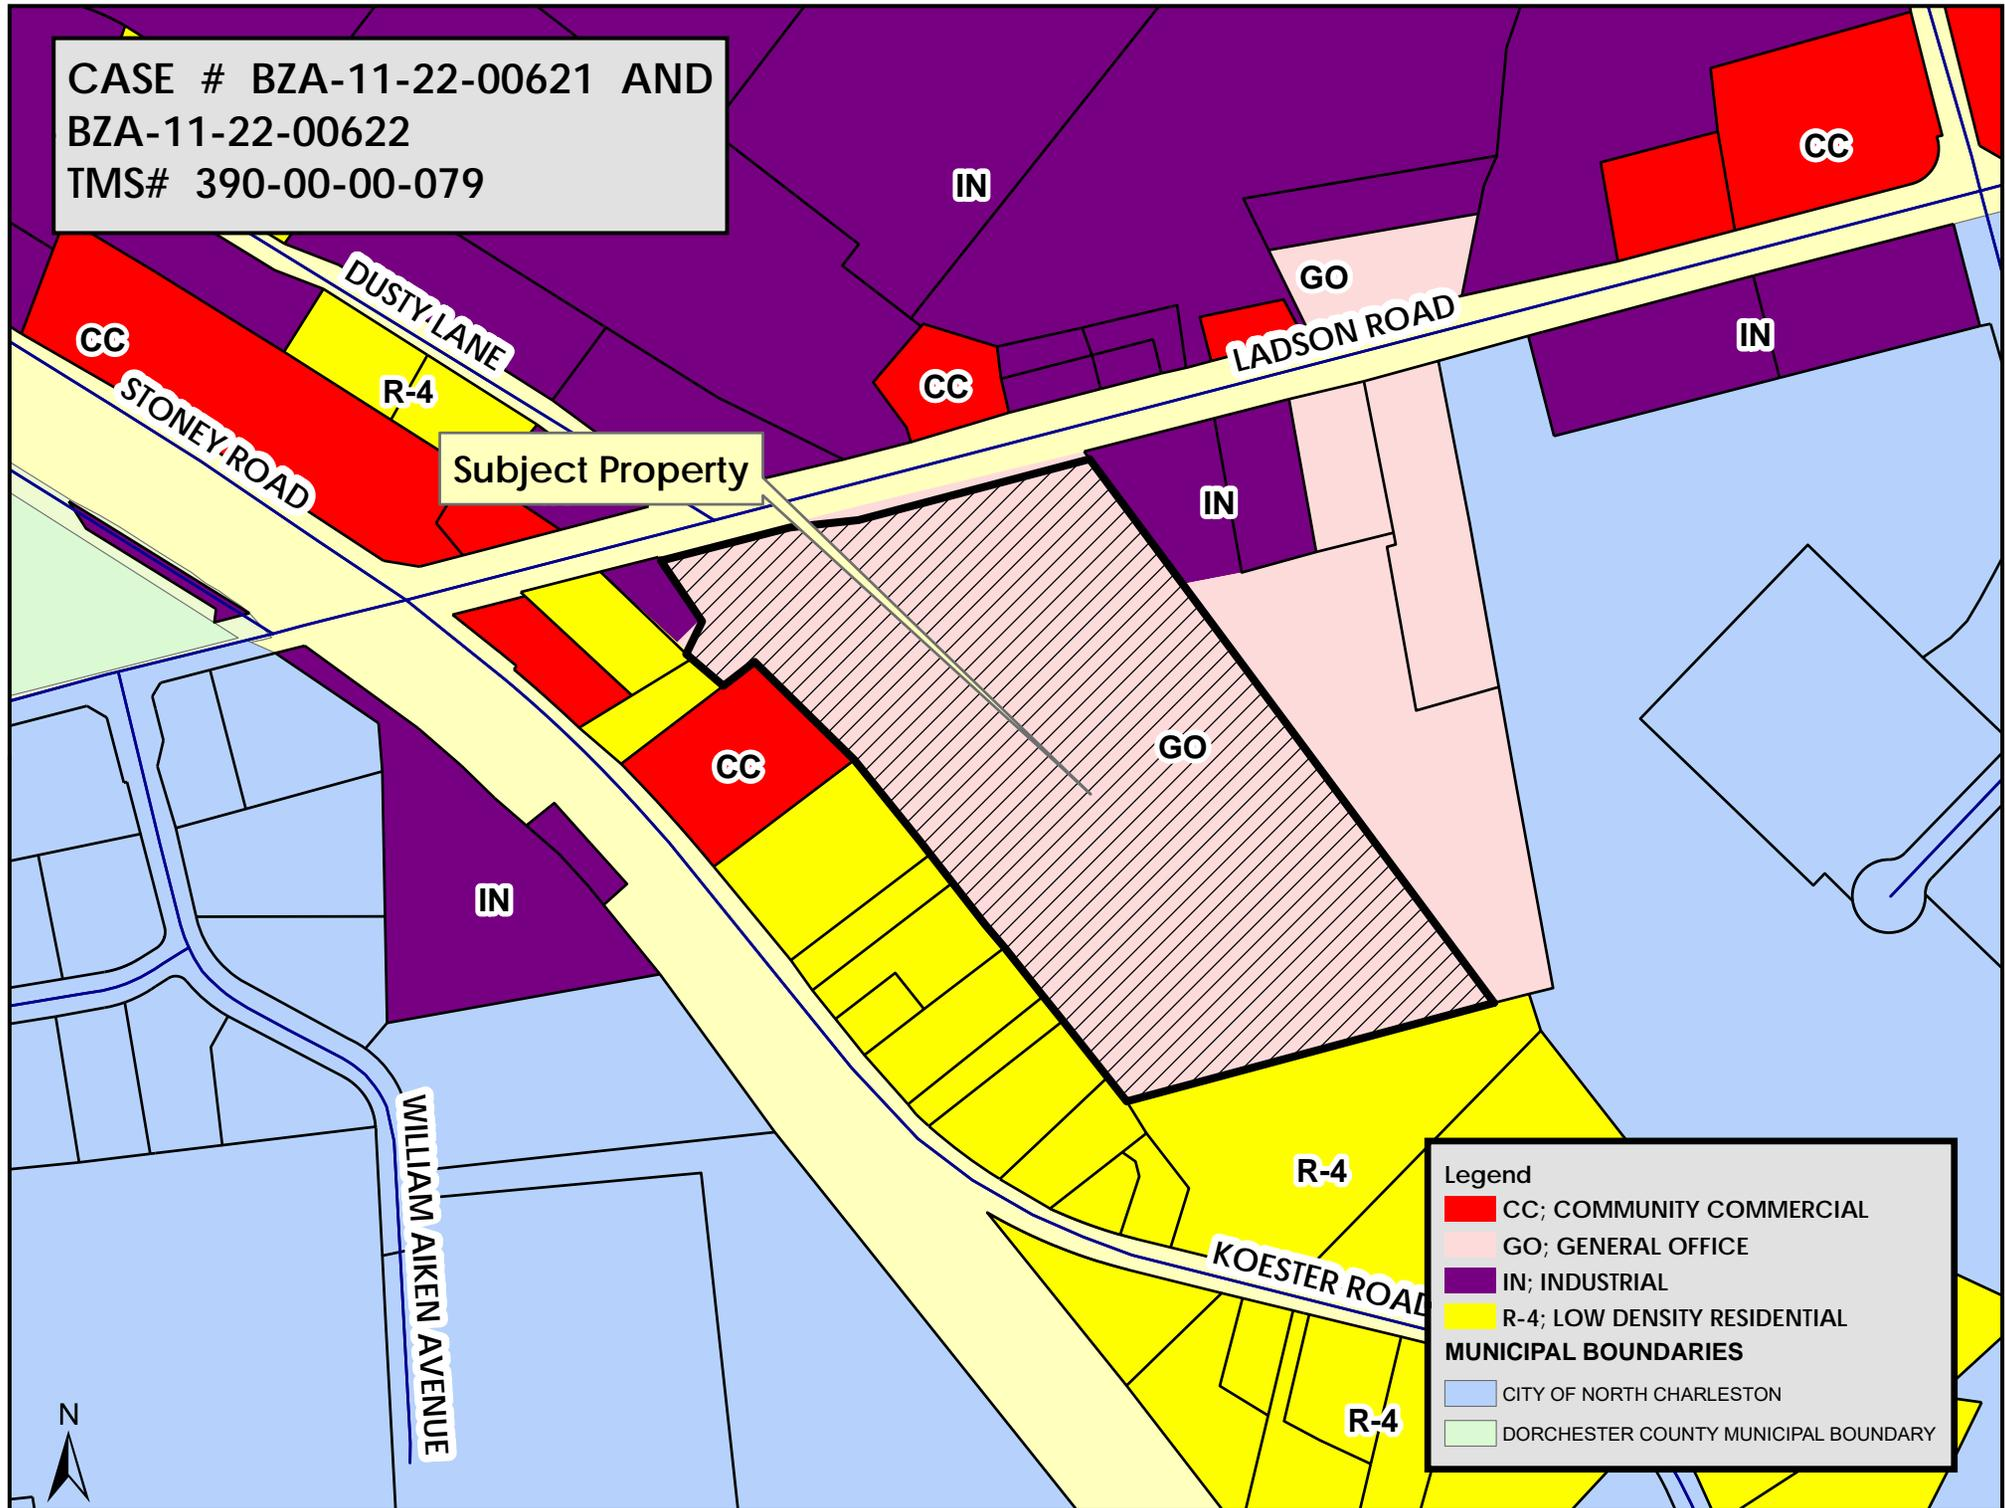 CASE # BZA-11-22-00621 AND
BZA-11-22-00622
TMS# 390-00-00-079
CC
IN
GO
DUSTY LANE
LADSON ROAD
CC
IN
R-4
CC
STONEY ROAD
Subject Property
IN
GO
CC
IN
WILLIAM AIKEN AVENUE
R-4
KOESTER ROAD
R-4
N
Legend
CC; COMMUNITY COMMERCIAL
GO; GENERAL OFFICE
IN; INDUSTRIAL
R-4; LOW DENSITY RESIDENTIAL
MUNICIPAL BOUNDARIES
CITY OF NORTH CHARLESTON
DORCHESTER COUNTY MUNICIPAL BOUNDARY